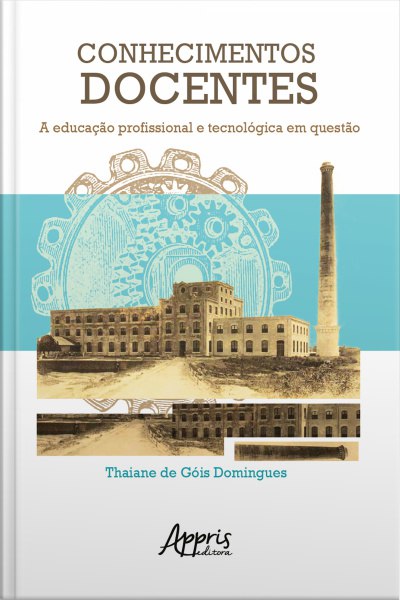 CONHECIMENTOS
DOCENTES
A educação profissional e tecnológica em questão
Thaiane de Góis Domingues
Appris
editora